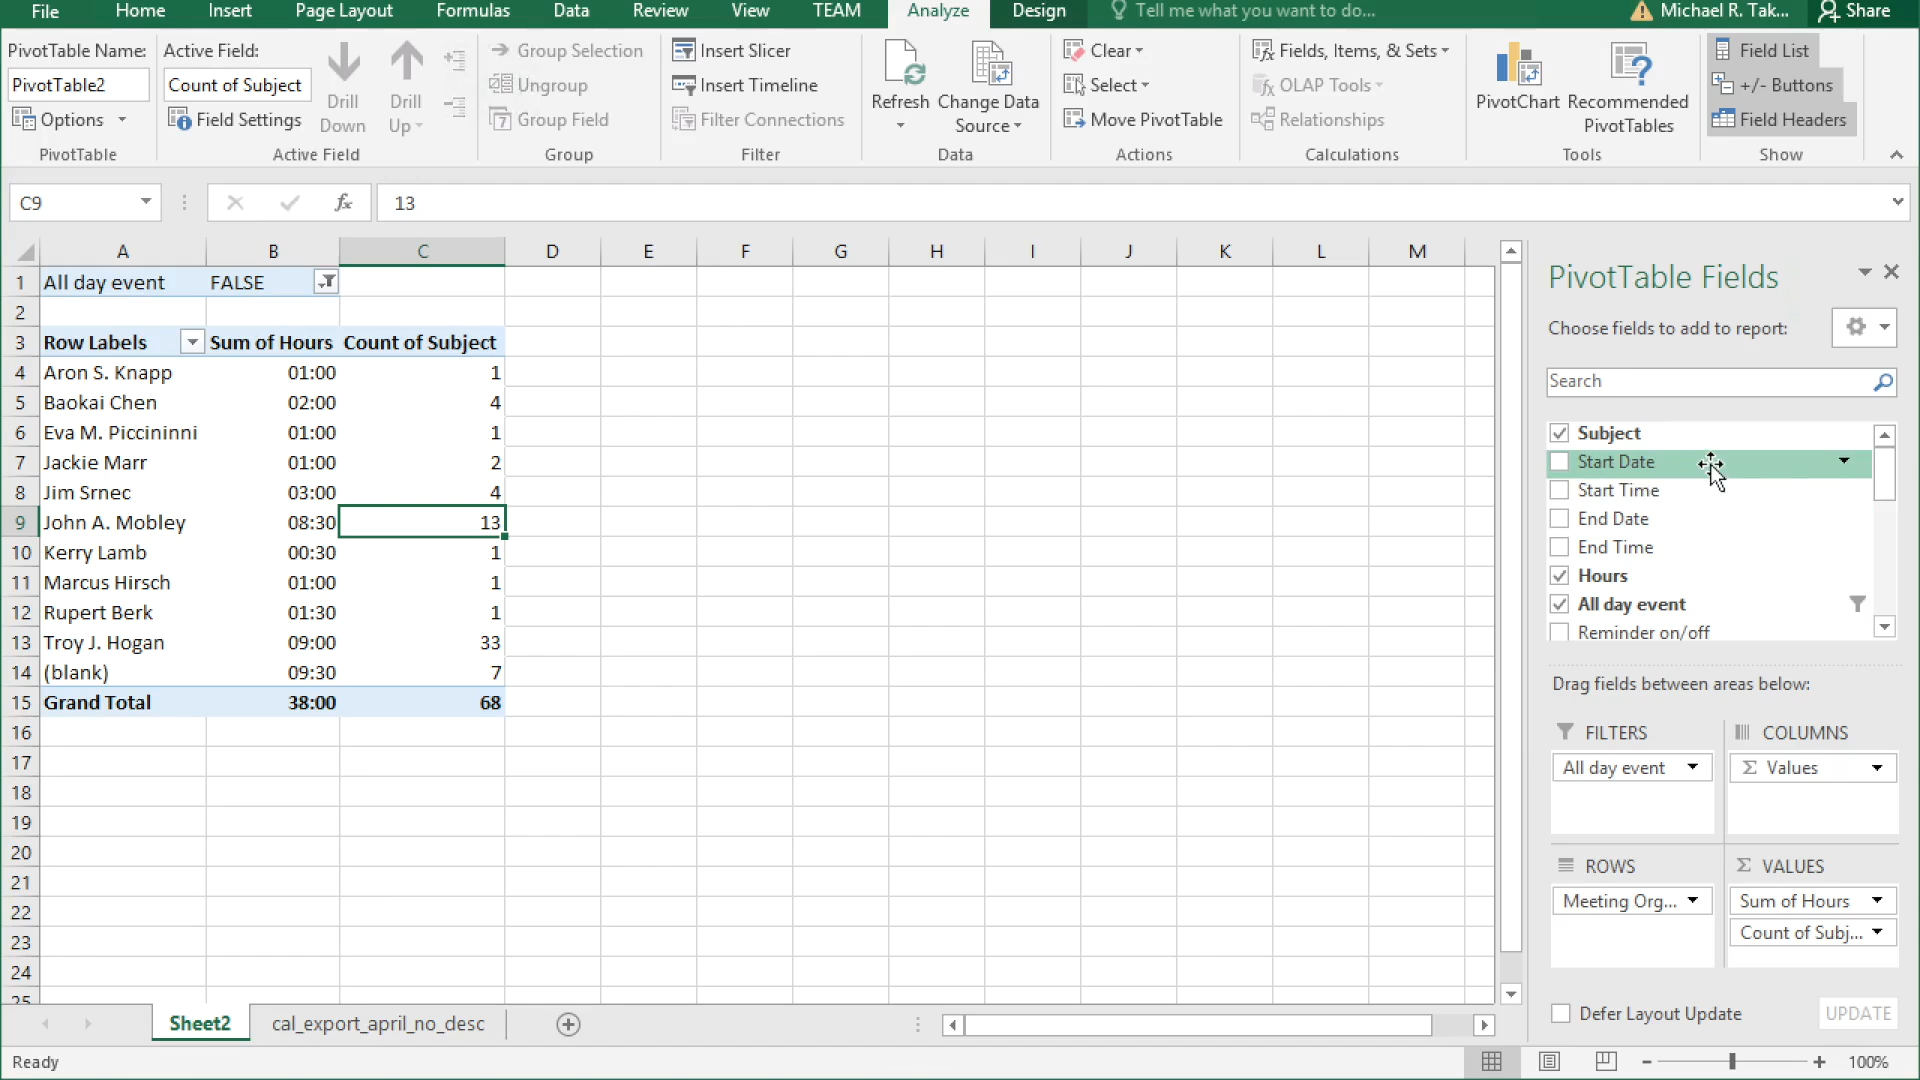 File Home Insert Page Layout Formulas Data Review View TEAM Analyze Design Tell me what you want to do... Michael R. Tak... Share
PivotTable Name: Active Field:
PivotTable2 Count of Subject
Options Field Settings
Drill Down
Drill Up
PivotTable Active Field
Group Selection
Ungroup
Group Field
Group
Insert Slicer
Insert Timeline
Filter Connections
Filter
Refresh
Change Data Source
Data
Clear
Select
Move PivotTable
Actions
Fields, Items, & Sets
OLAP Tools
Relationships
Calculations
PivotChart
Recommended PivotTables
Tools
Field List
+/- Buttons
Field Headers
Show
C9 fx 13
A B C D E F G H I J K L M
1 All day event FALSE
2
3 Row Labels Sum of Hours Count of Subject
4 Aron S. Knapp 01:00 1
5 Baokai Chen 02:00 4
6 Eva M. Piccininni 01:00 1
7 Jackie Marr 01:00 2
8 Jim Srnec 03:00 4
9 John A. Mobley 08:30 13
10 Kerry Lamb 00:30 1
11 Marcus Hirsch 01:00 1
12 Rupert Berk 01:30 1
13 Troy J. Hogan 09:00 33
14 (blank) 09:30 7
15 Grand Total 38:00 68
16
17
18
19
20
21
22
23
24
25
PivotTable Fields
Choose fields to add to report:
Search
Subject
Start Date
Start Time
End Date
End Time
Hours
All day event
Reminder on/off
Drag fields between areas below:
FILTERS COLUMNS
All day event Σ Values
ROWS Σ VALUES
Meeting Org... Sum of Hours
Count of Subj...
Defer Layout Update UPDATE
Sheet2 cal_export_april_no_desc
Ready 100%